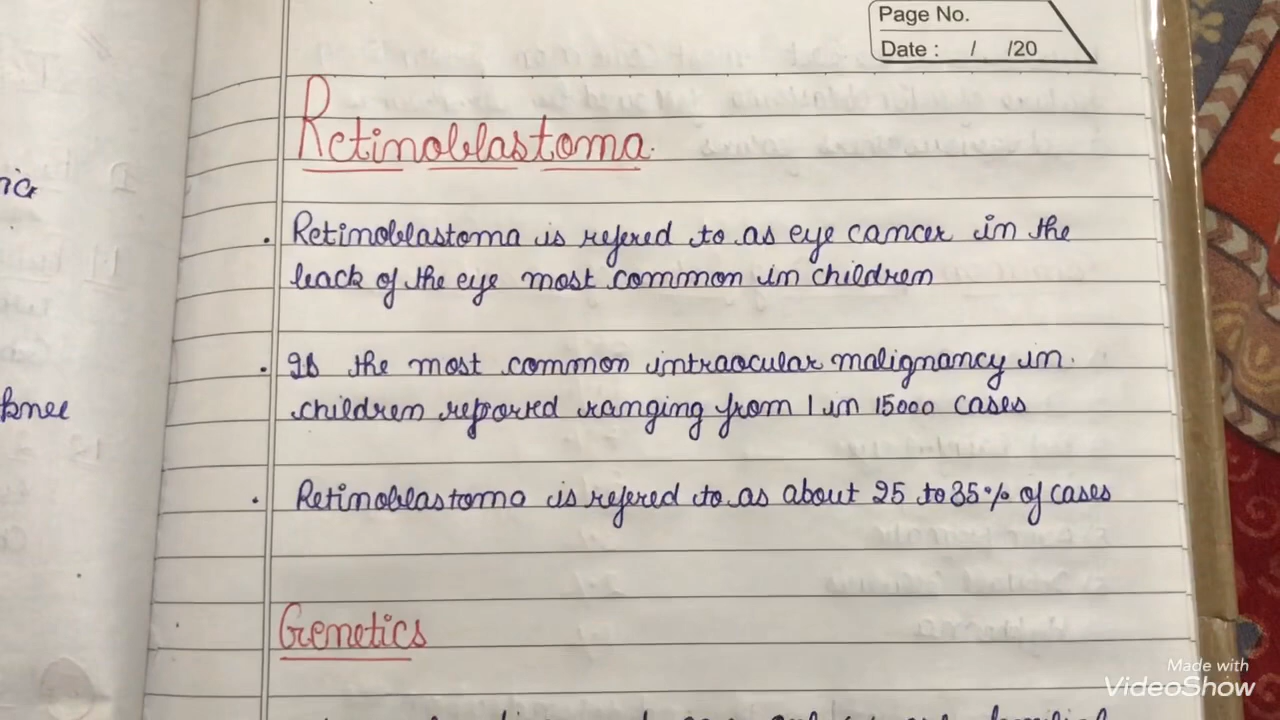 Page No.
Date : / /20
Retinoblastoma.
. Retinoblastoma is refered to as eye cancer in the
back of the eye most common in children
. It the most common intraocular malignancy in.
children reported ranging from 1 in 15000 cases
. Retinoblastoma is refered to as about 25 to 35% of cases
Genetics
knee
Made with
VideoShow